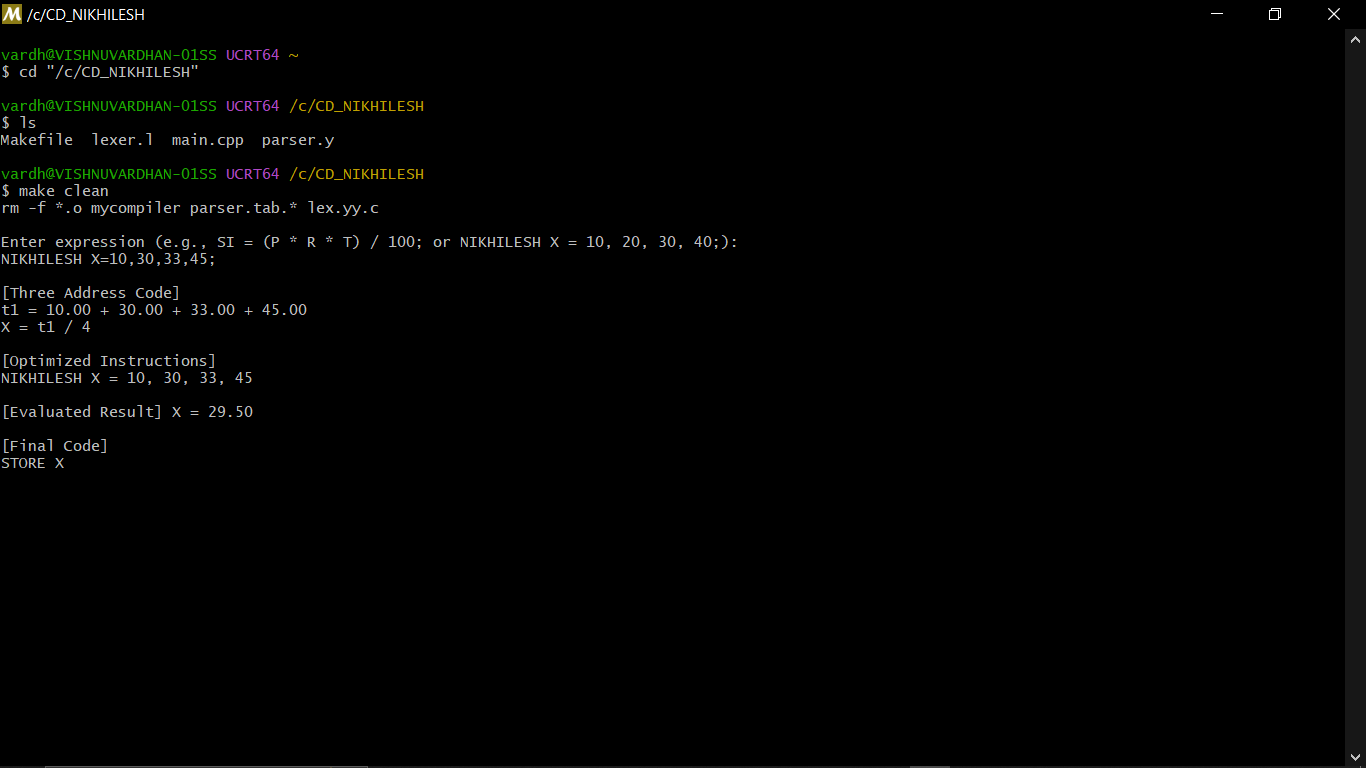 M /c/CD_NIKHILESH
vardh@VISHNUVARDHAN-01SS UCRT64 ~
$ cd "/c/CD_NIKHILESH"
vardh@VISHNUVARDHAN-01SS UCRT64 /c/CD_NIKHILESH
$ ls
Makefile  lexer.l  main.cpp  parser.y
vardh@VISHNUVARDHAN-01SS UCRT64 /c/CD_NIKHILESH
$ make clean
rm -f *.o mycompiler parser.tab.* lex.yy.c
Enter expression (e.g., SI = (P * R * T) / 100; or NIKHILESH X = 10, 20, 30, 40;):
NIKHILESH X=10,30,33,45;
[Three Address Code]
t1 = 10.00 + 30.00 + 33.00 + 45.00
X = t1 / 4
[Optimized Instructions]
NIKHILESH X = 10, 30, 33, 45
[Evaluated Result] X = 29.50
[Final Code]
STORE X